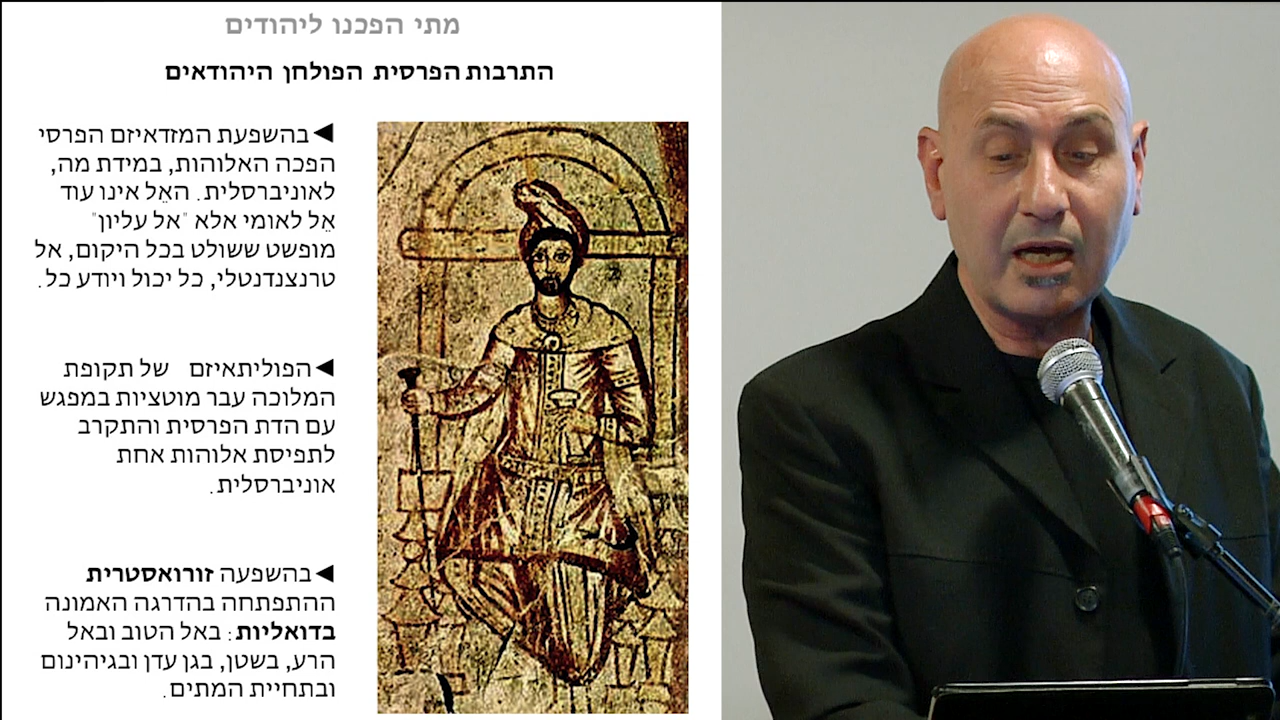 מתי הפכנו ליהודים
התרבות הפרסית הפולחן היהודאים
◀בהשפעת המזדאיזם הפרסי
הפכה האלוהות, במידת מה,
לאוניברסלית. האֵל אינו עוד
אֵל לאומי אלא "אל עליון"
מופשט ששולט בכל היקום, אל
טרנצנדנטלי, כל יכול ויודע כל.
◀הפוליתאיזם של תקופת
המלוכה עבר מוטציות במפגש
עם הדת הפרסית והתקרב
לתפיסת אלוהות אחת
אוניברסלית.
◀בהשפעה זורואסטרית
ההתפתחה בהדרגה האמונה
בדואליות: באל הטוב ובאל
הרע, בשטן, בגן עדן ובגיהינום
ובתחיית המתים.